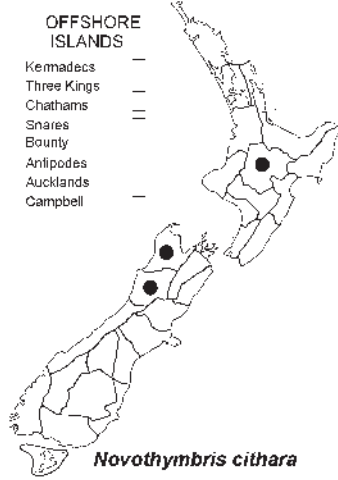 OFFSHORE
ISLANDS
Kermadecs
Three Kings
Chathams
Snares
Bounty
Antipodes
Aucklands
Campbell
Novothymbris cithara